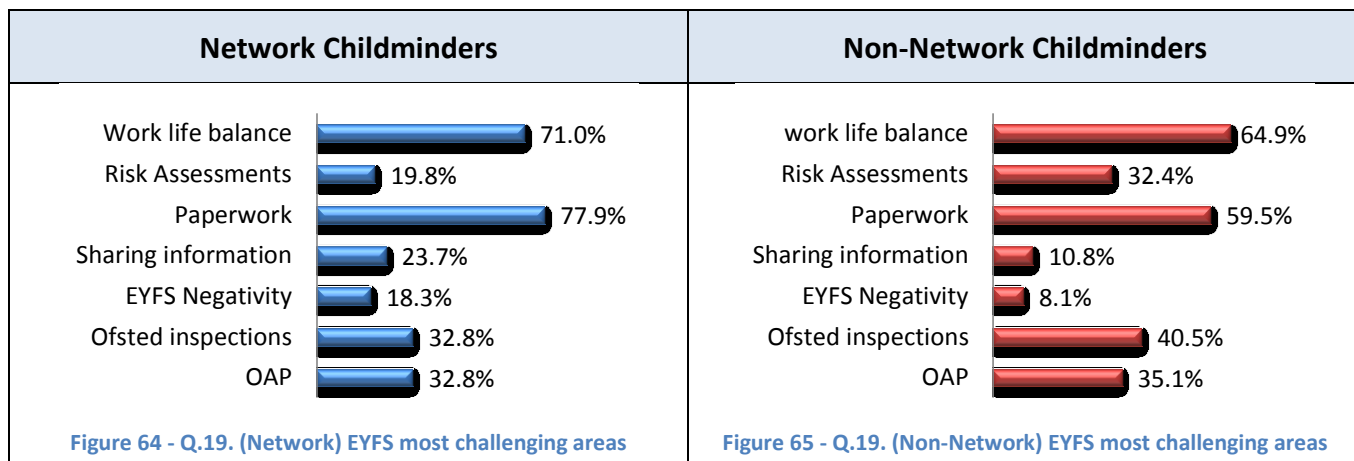 Network Childminders
Work life balance 71.0%
Risk Assessments 19.8%
Paperwork 77.9%
Sharing information 23.7%
EYFS Negativity 18.3%
Ofsted inspections 32.8%
OAP 32.8%
Figure 64 - Q.19. (Network) EYFS most challenging areas
Non-Network Childminders
work life balance 64.9%
Risk Assessments 32.4%
Paperwork 59.5%
Sharing information 10.8%
EYFS Negativity 8.1%
Ofsted inspections 40.5%
OAP 35.1%
Figure 65 - Q.19. (Non-Network) EYFS most challenging areas